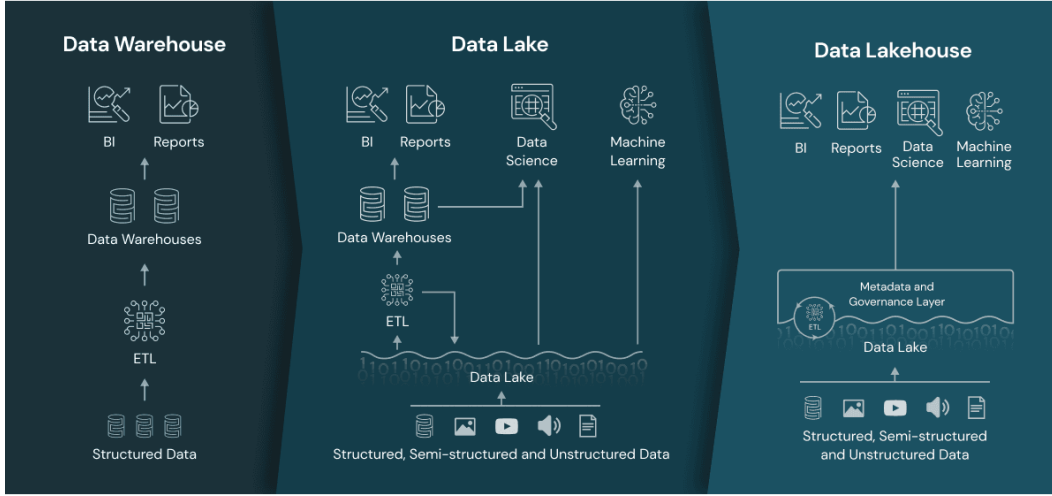 Data Warehouse
BI
Reports
Data Warehouses
ETL
Structured Data
Data Lake
BI
Reports
Data
Science
Machine
Learning
Data Warehouses
ETL
Data Lake
Structured, Semi-structured and Unstructured Data
Data Lakehouse
BI
Reports
Data
Science
Machine
Learning
Metadata and
Governance Layer
ETL
Data Lake
Structured, Semi-structured
and Unstructured Data